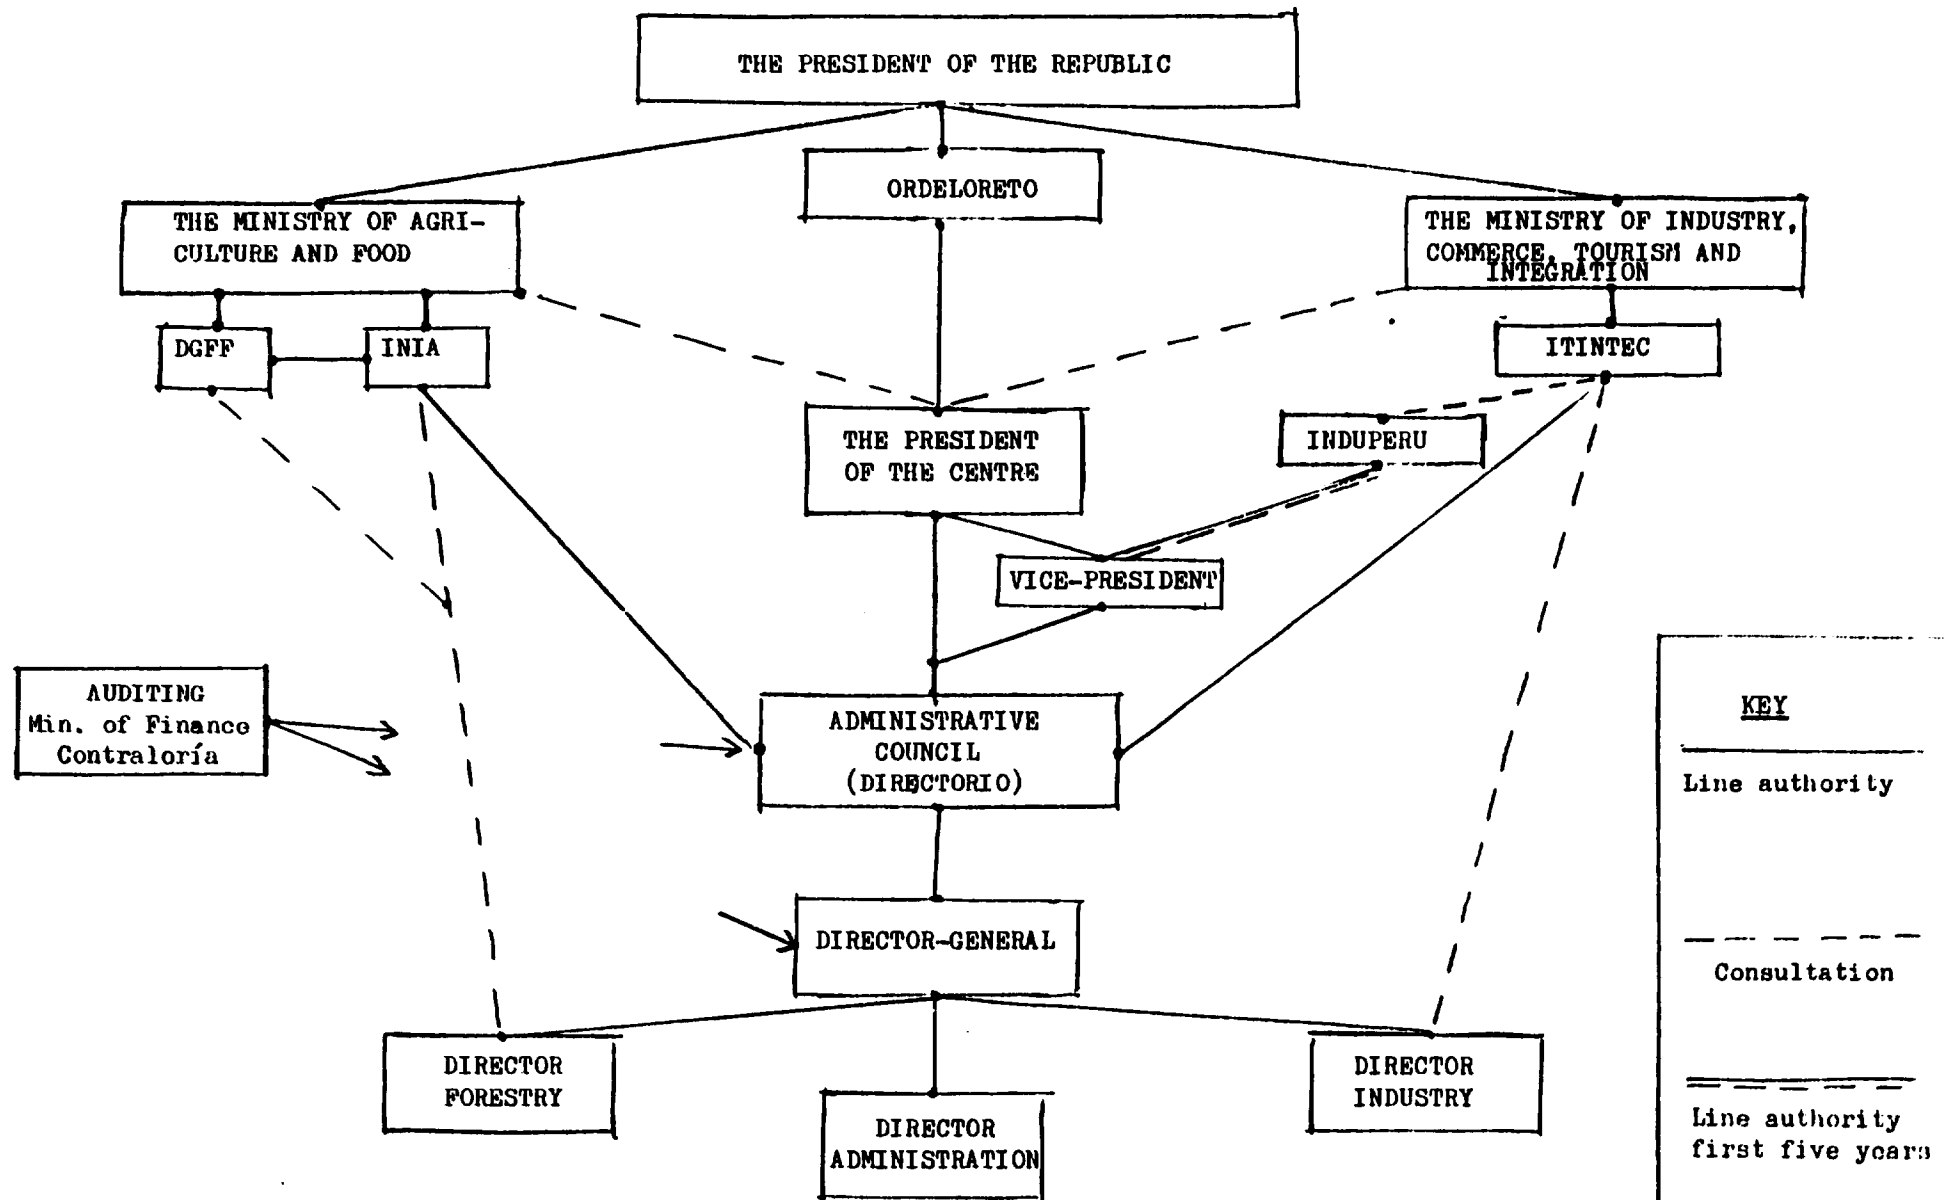 THE PRESIDENT OF THE REPUBLIC
ORDELORETO
THE MINISTRY OF AGRI-
CULTURE AND FOOD
THE MINISTRY OF INDUSTRY,
COMMERCE, TOURISM AND
INTEGRATION
DGFF
INIA
ITINTEC
THE PRESIDENT
OF THE CENTRE
INDUPERU
VICE-PRESIDENT
AUDITING
Min. of Finance
Contraloría
ADMINISTRATIVE
COUNCIL
(DIRECTORIO)
DIRECTOR-GENERAL
DIRECTOR
FORESTRY
DIRECTOR
ADMINISTRATION
DIRECTOR
INDUSTRY
KEY
Line authority
Consultation
Line authority
first five years